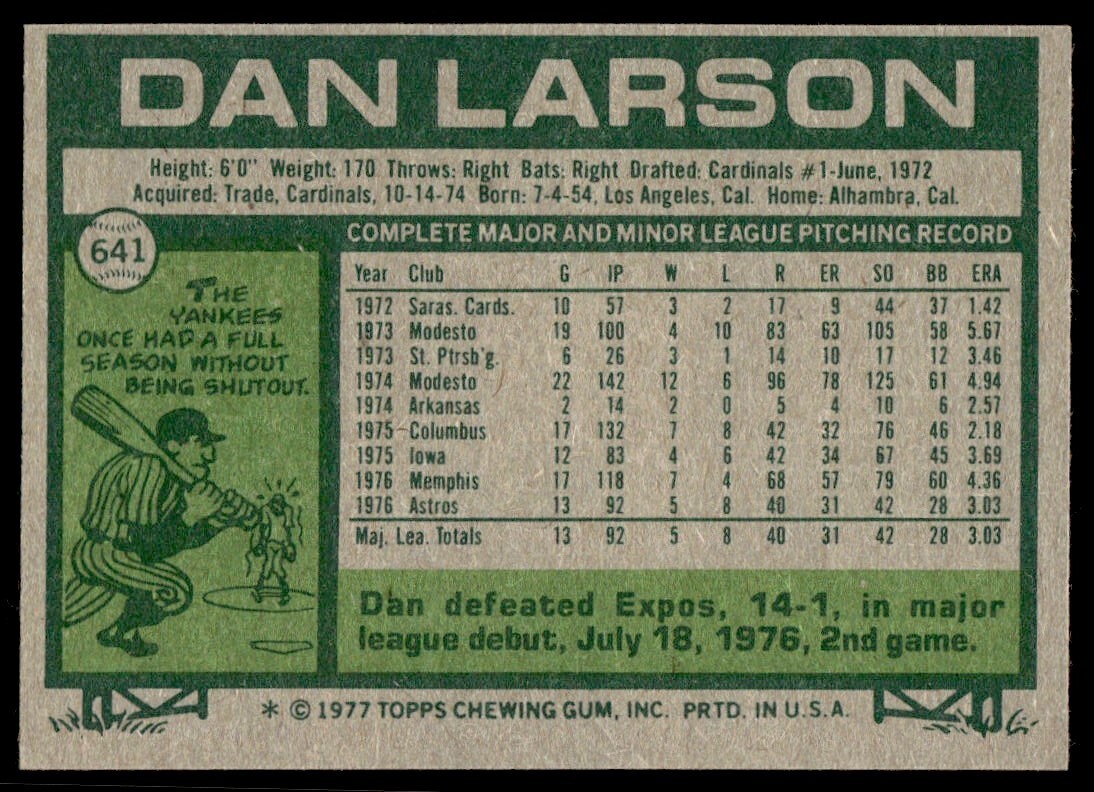 DAN LARSON
Height: 6'0" Weight: 170 Throws: Right Bats: Right Drafted: Cardinals #1-June, 1972
Acquired: Trade, Cardinals, 10-14-74 Born: 7-4-54, Los Angeles, Cal. Home: Alhambra, Cal.
641
THE
YANKEES
ONCE HAD A FULL
SEASON WITHOUT
BEING SHUTOUT.
COMPLETE MAJOR AND MINOR LEAGUE PITCHING RECORD
Year Club G IP W L R ER SO BB ERA
1972 Saras. Cards. 10 57 3 2 17 9 44 37 1.42
1973 Modesto 19 100 4 10 83 63 105 58 5.67
1973 St. Ptrsb'g. 6 26 3 1 14 10 17 12 3.46
1974 Modesto 22 142 12 6 96 78 125 61 4.94
1974 Arkansas 2 14 2 0 5 4 10 6 2.57
1975 Columbus 17 132 7 8 42 32 76 46 2.18
1975 Iowa 12 83 4 6 42 34 67 45 3.69
1976 Memphis 17 118 7 4 68 57 79 60 4.36
1976 Astros 13 92 5 8 40 31 42 28 3.03
Maj. Lea. Totals 13 92 5 8 40 31 42 28 3.03
Dan defeated Expos, 14-1, in major
league debut, July 18, 1976, 2nd game.
* © 1977 TOPPS CHEWING GUM, INC. PRTD. IN U.S.A.